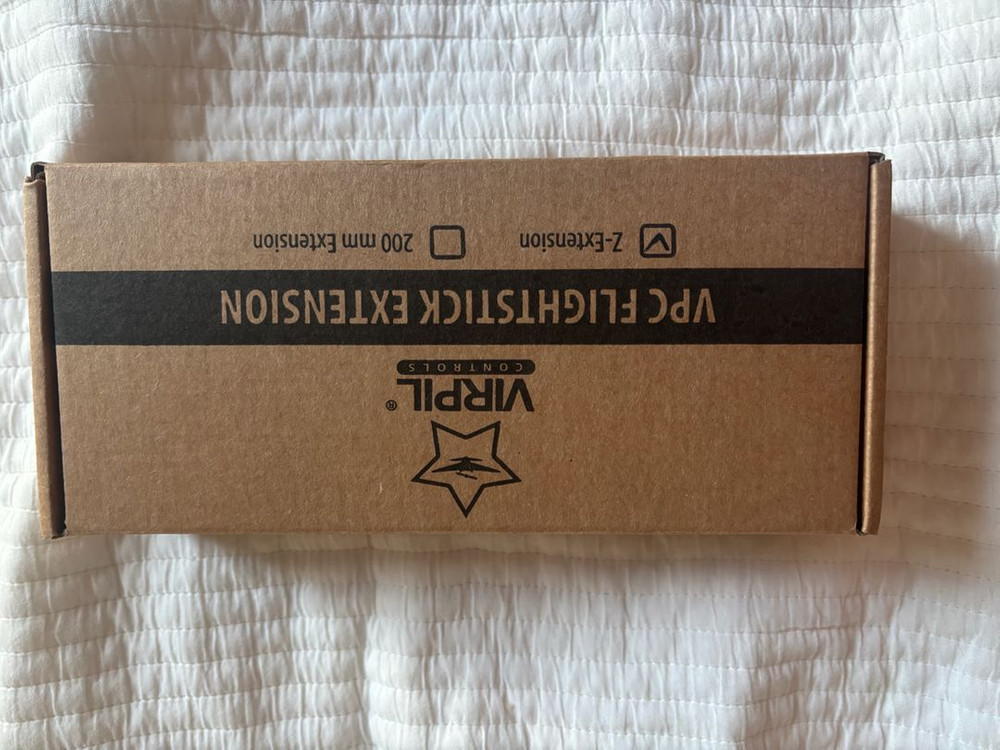 VIRPIL®
CONTROLS
VPC FLIGHTSTICK EXTENSION
Z-Extension 200 mm Extension